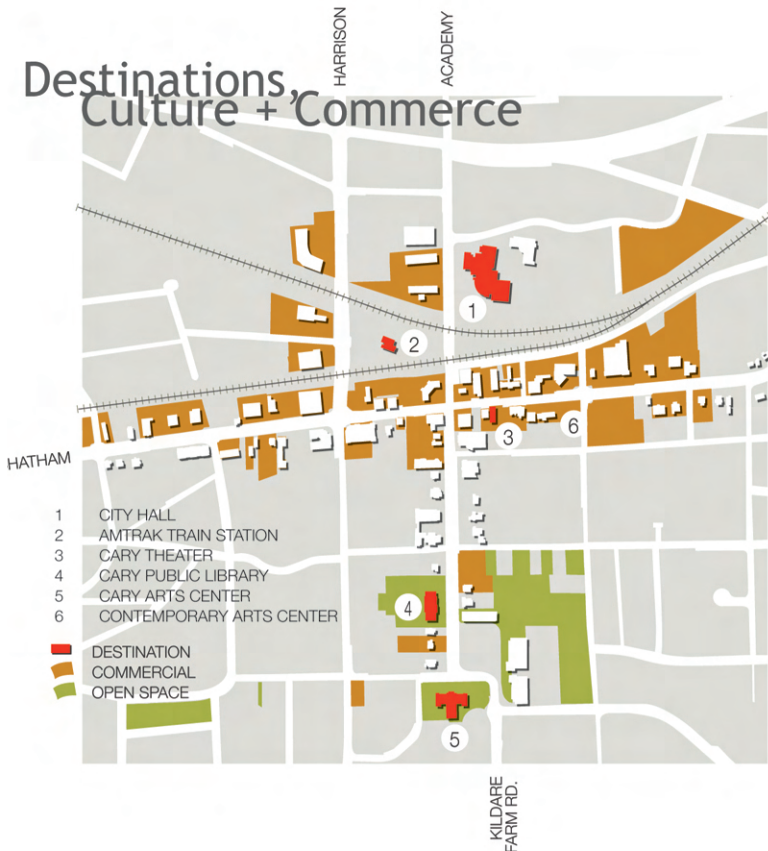 HARRISON
ACADEMY
Destinations,
Culture + Commerce
1
2
3
6
HATHAM
1 CITY HALL
2 AMTRAK TRAIN STATION
3 CARY THEATER
4 CARY PUBLIC LIBRARY
5 CARY ARTS CENTER
6 CONTEMPORARY ARTS CENTER
4
DESTINATION
COMMERCIAL
OPEN SPACE
5
KILDARE
FARM RD.